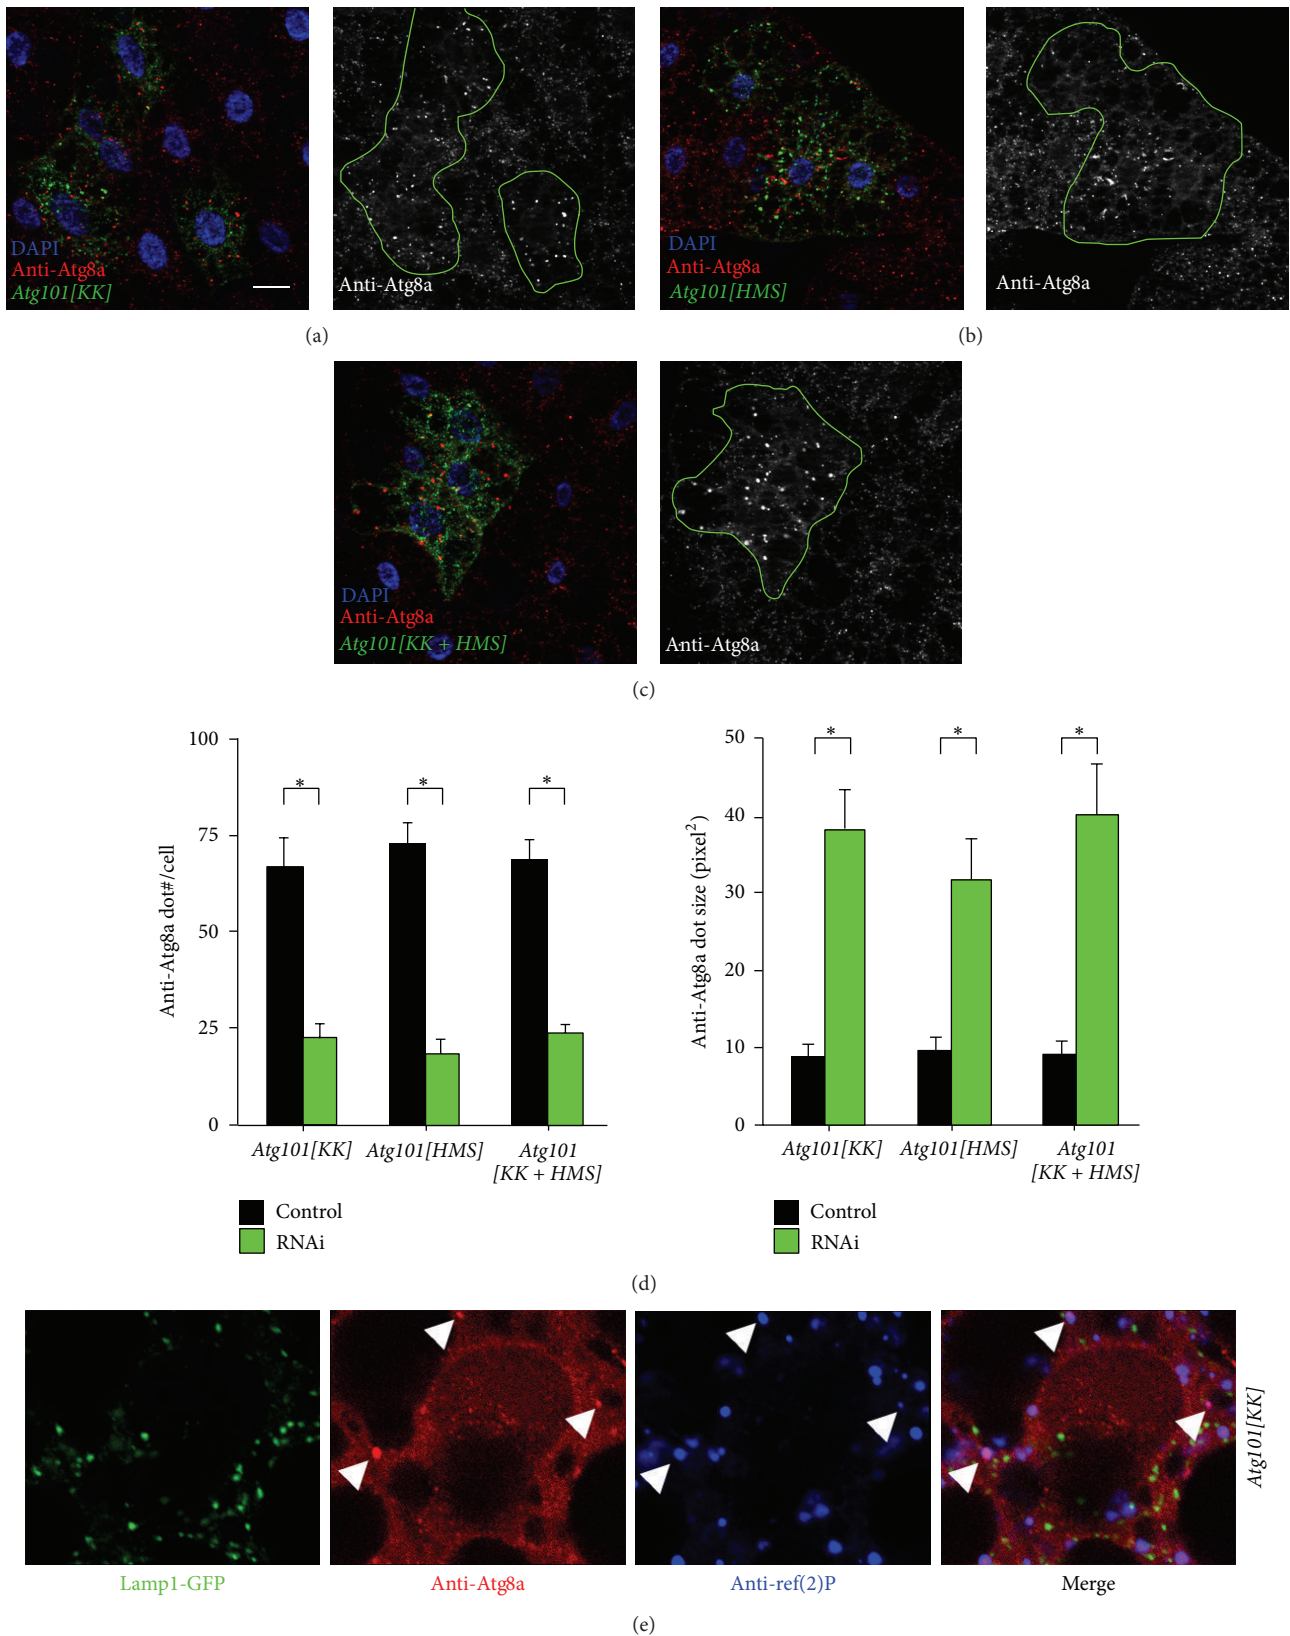 DAPI
Anti-Atg8a
Atg101[KK]
Anti-Atg8a
DAPI
Anti-Atg8a
Atg101[HMS]
Anti-Atg8a
(a)
(b)
DAPI
Anti-Atg8a
Atg101[KK + HMS]
Anti-Atg8a
(c)
Anti-Atg8a dot#/cell
100
75
50
25
0
*
*
*
Atg101[KK]
Atg101[HMS]
Atg101
[KK + HMS]
Control
RNAi
Anti-Atg8a dot size (pixel²)
50
40
30
20
10
0
*
*
*
Atg101[KK]
Atg101[HMS]
Atg101
[KK + HMS]
Control
RNAi
(d)
Atg101[KK]
Lamp1-GFP
Anti-Atg8a
Anti-ref(2)P
Merge
(e)